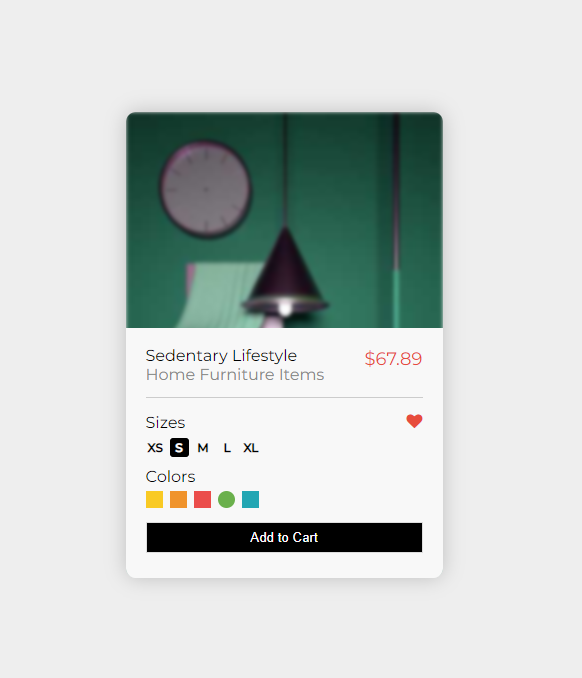 Sedentary Lifestyle
$67.89
Home Furniture Items
Sizes
XS S M L XL
Colors
Add to Cart